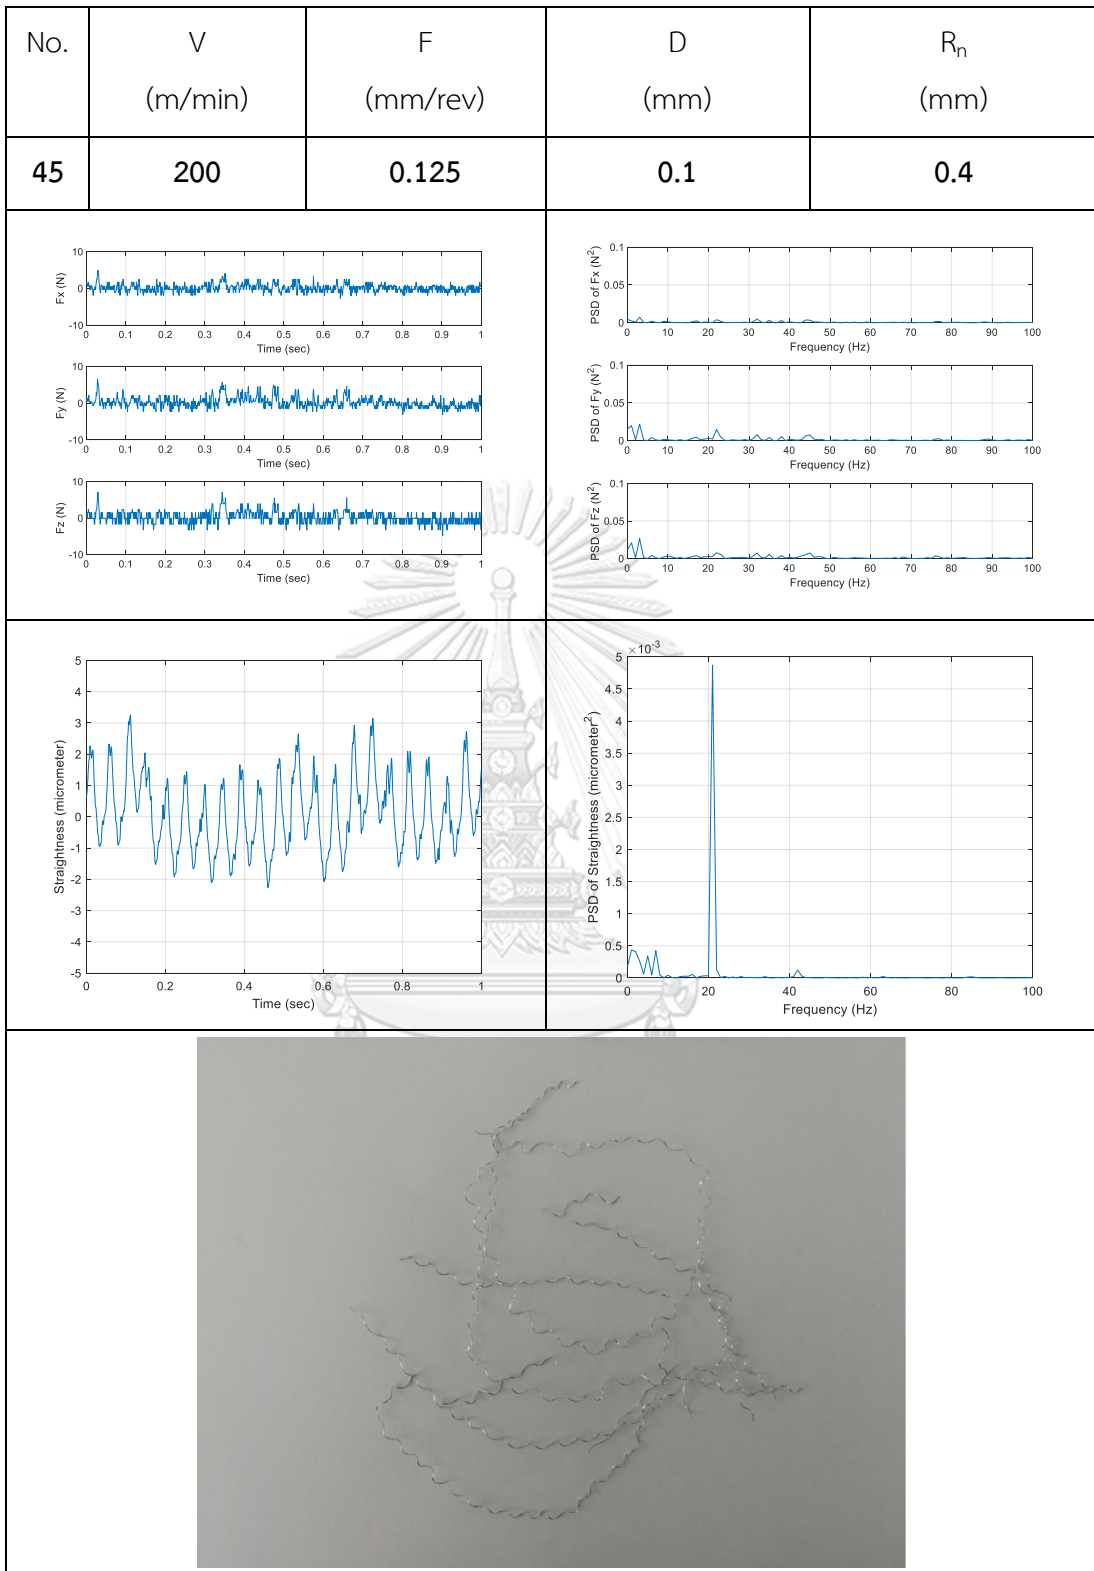 No. V F D Rn
(m/min) (mm/rev) (mm) (mm)
45 200 0.125 0.1 0.4
10
0
-10
Fx (N)
0 0.1 0.2 0.3 0.4 0.5 0.6 0.7 0.8 0.9 1
Time (sec)
10
0
-10
Fy (N)
0 0.1 0.2 0.3 0.4 0.5 0.6 0.7 0.8 0.9 1
Time (sec)
10
0
-10
Fz (N)
0 0.1 0.2 0.3 0.4 0.5 0.6 0.7 0.8 0.9 1
Time (sec)
0.1
0.05
0
PSD of Fx (N²)
0 10 20 30 40 50 60 70 80 90 100
Frequency (Hz)
0.1
0.05
0
PSD of Fy (N²)
0 10 20 30 40 50 60 70 80 90 100
Frequency (Hz)
0.1
0.05
0
PSD of Fz (N²)
0 10 20 30 40 50 60 70 80 90 100
Frequency (Hz)
5
4
3
2
1
0
-1
-2
-3
-4
-5
Straightness (micrometer)
0 0.2 0.4 0.6 0.8 1
Time (sec)
×10⁻³
5
4.5
4
3.5
3
2.5
2
1.5
1
0.5
0
PSD of Straightness (micrometer²)
0 20 40 60 80 100
Frequency (Hz)